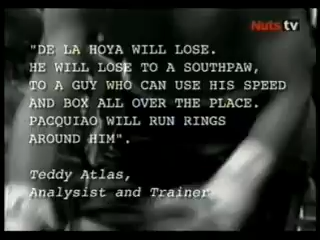 Nuts tv
"DE LA HOYA WILL LOSE.
HE WILL LOSE TO A SOUTHPAW,
TO A GUY WHO CAN USE HIS SPEED
AND BOX ALL OVER THE PLACE.
PACQUIAO WILL RUN RINGS
AROUND HIM".
Teddy Atlas,
Analysist and Trainer